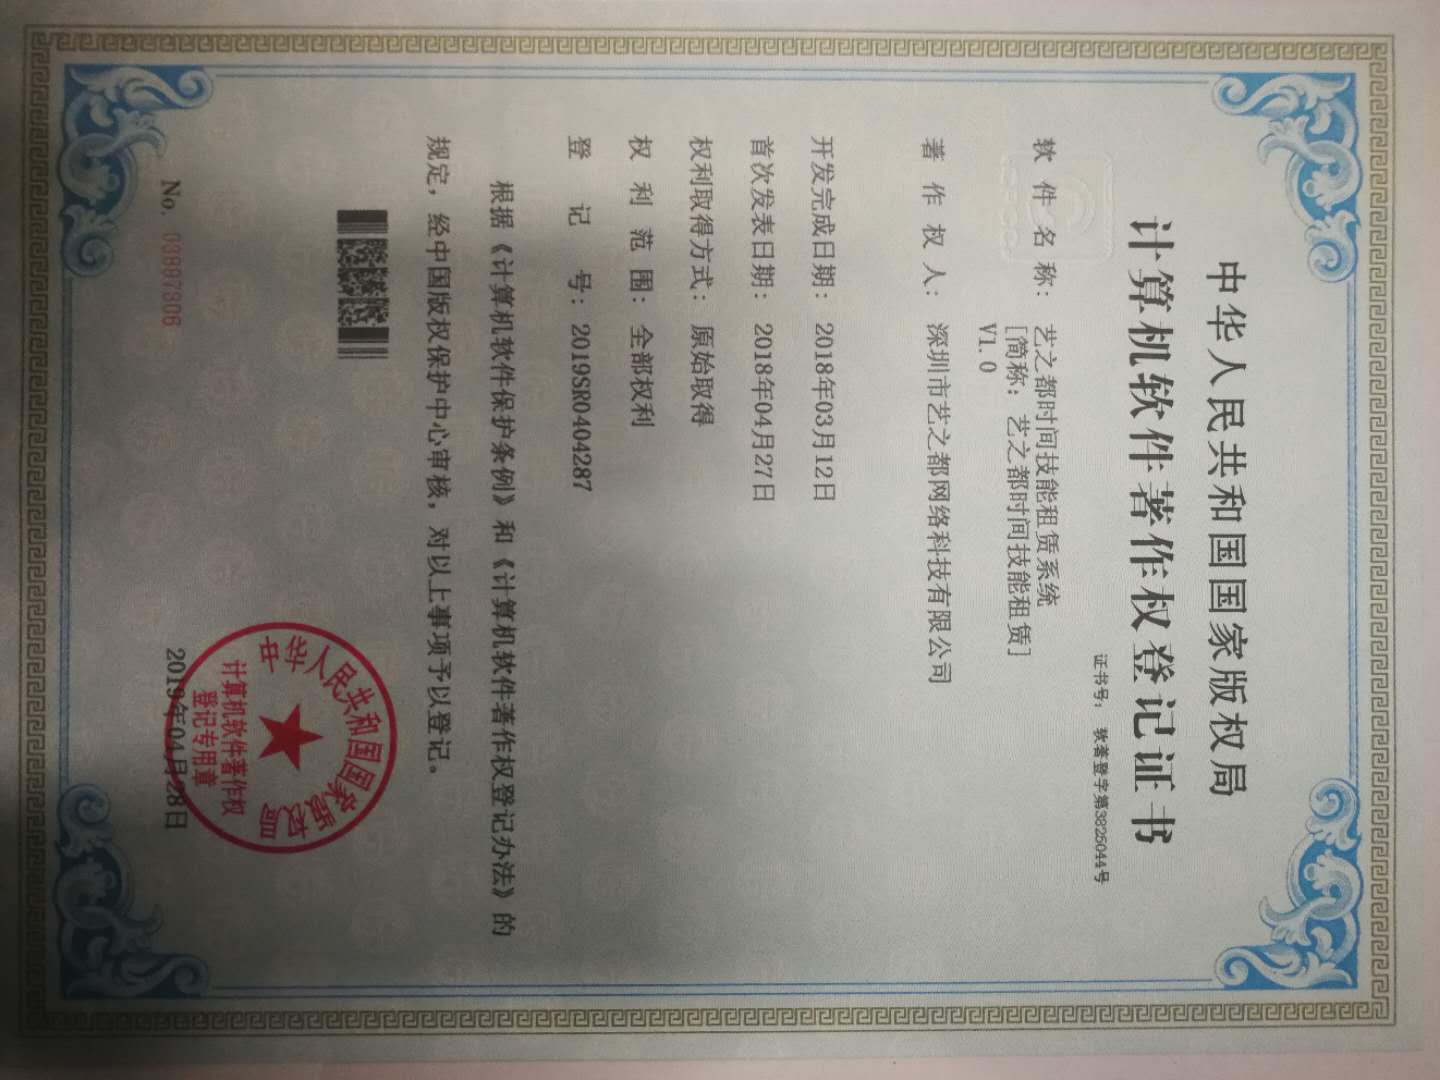 中华人民共和国国家版权局
计算机软件著作权登记证书
证书号： 软著登字第3825044号
软件名称： 艺之都时间技能租赁系统
[简称：艺之都时间技能租赁]
V1.0
著作权人： 深圳市艺之都网络科技有限公司
开发完成日期： 2018年03月12日
首次发表日期： 2018年04月27日
权利取得方式： 原始取得
权利范围： 全部权利
登记号： 2019SR0404287
根据《计算机软件保护条例》和《计算机软件著作权登记办法》的
规定，经中国版权保护中心审核，对以上事项予以登记。
No. 03897806
中华人民共和国国家版权局
计算机软件著作权
登记专用章
2019年04月28日